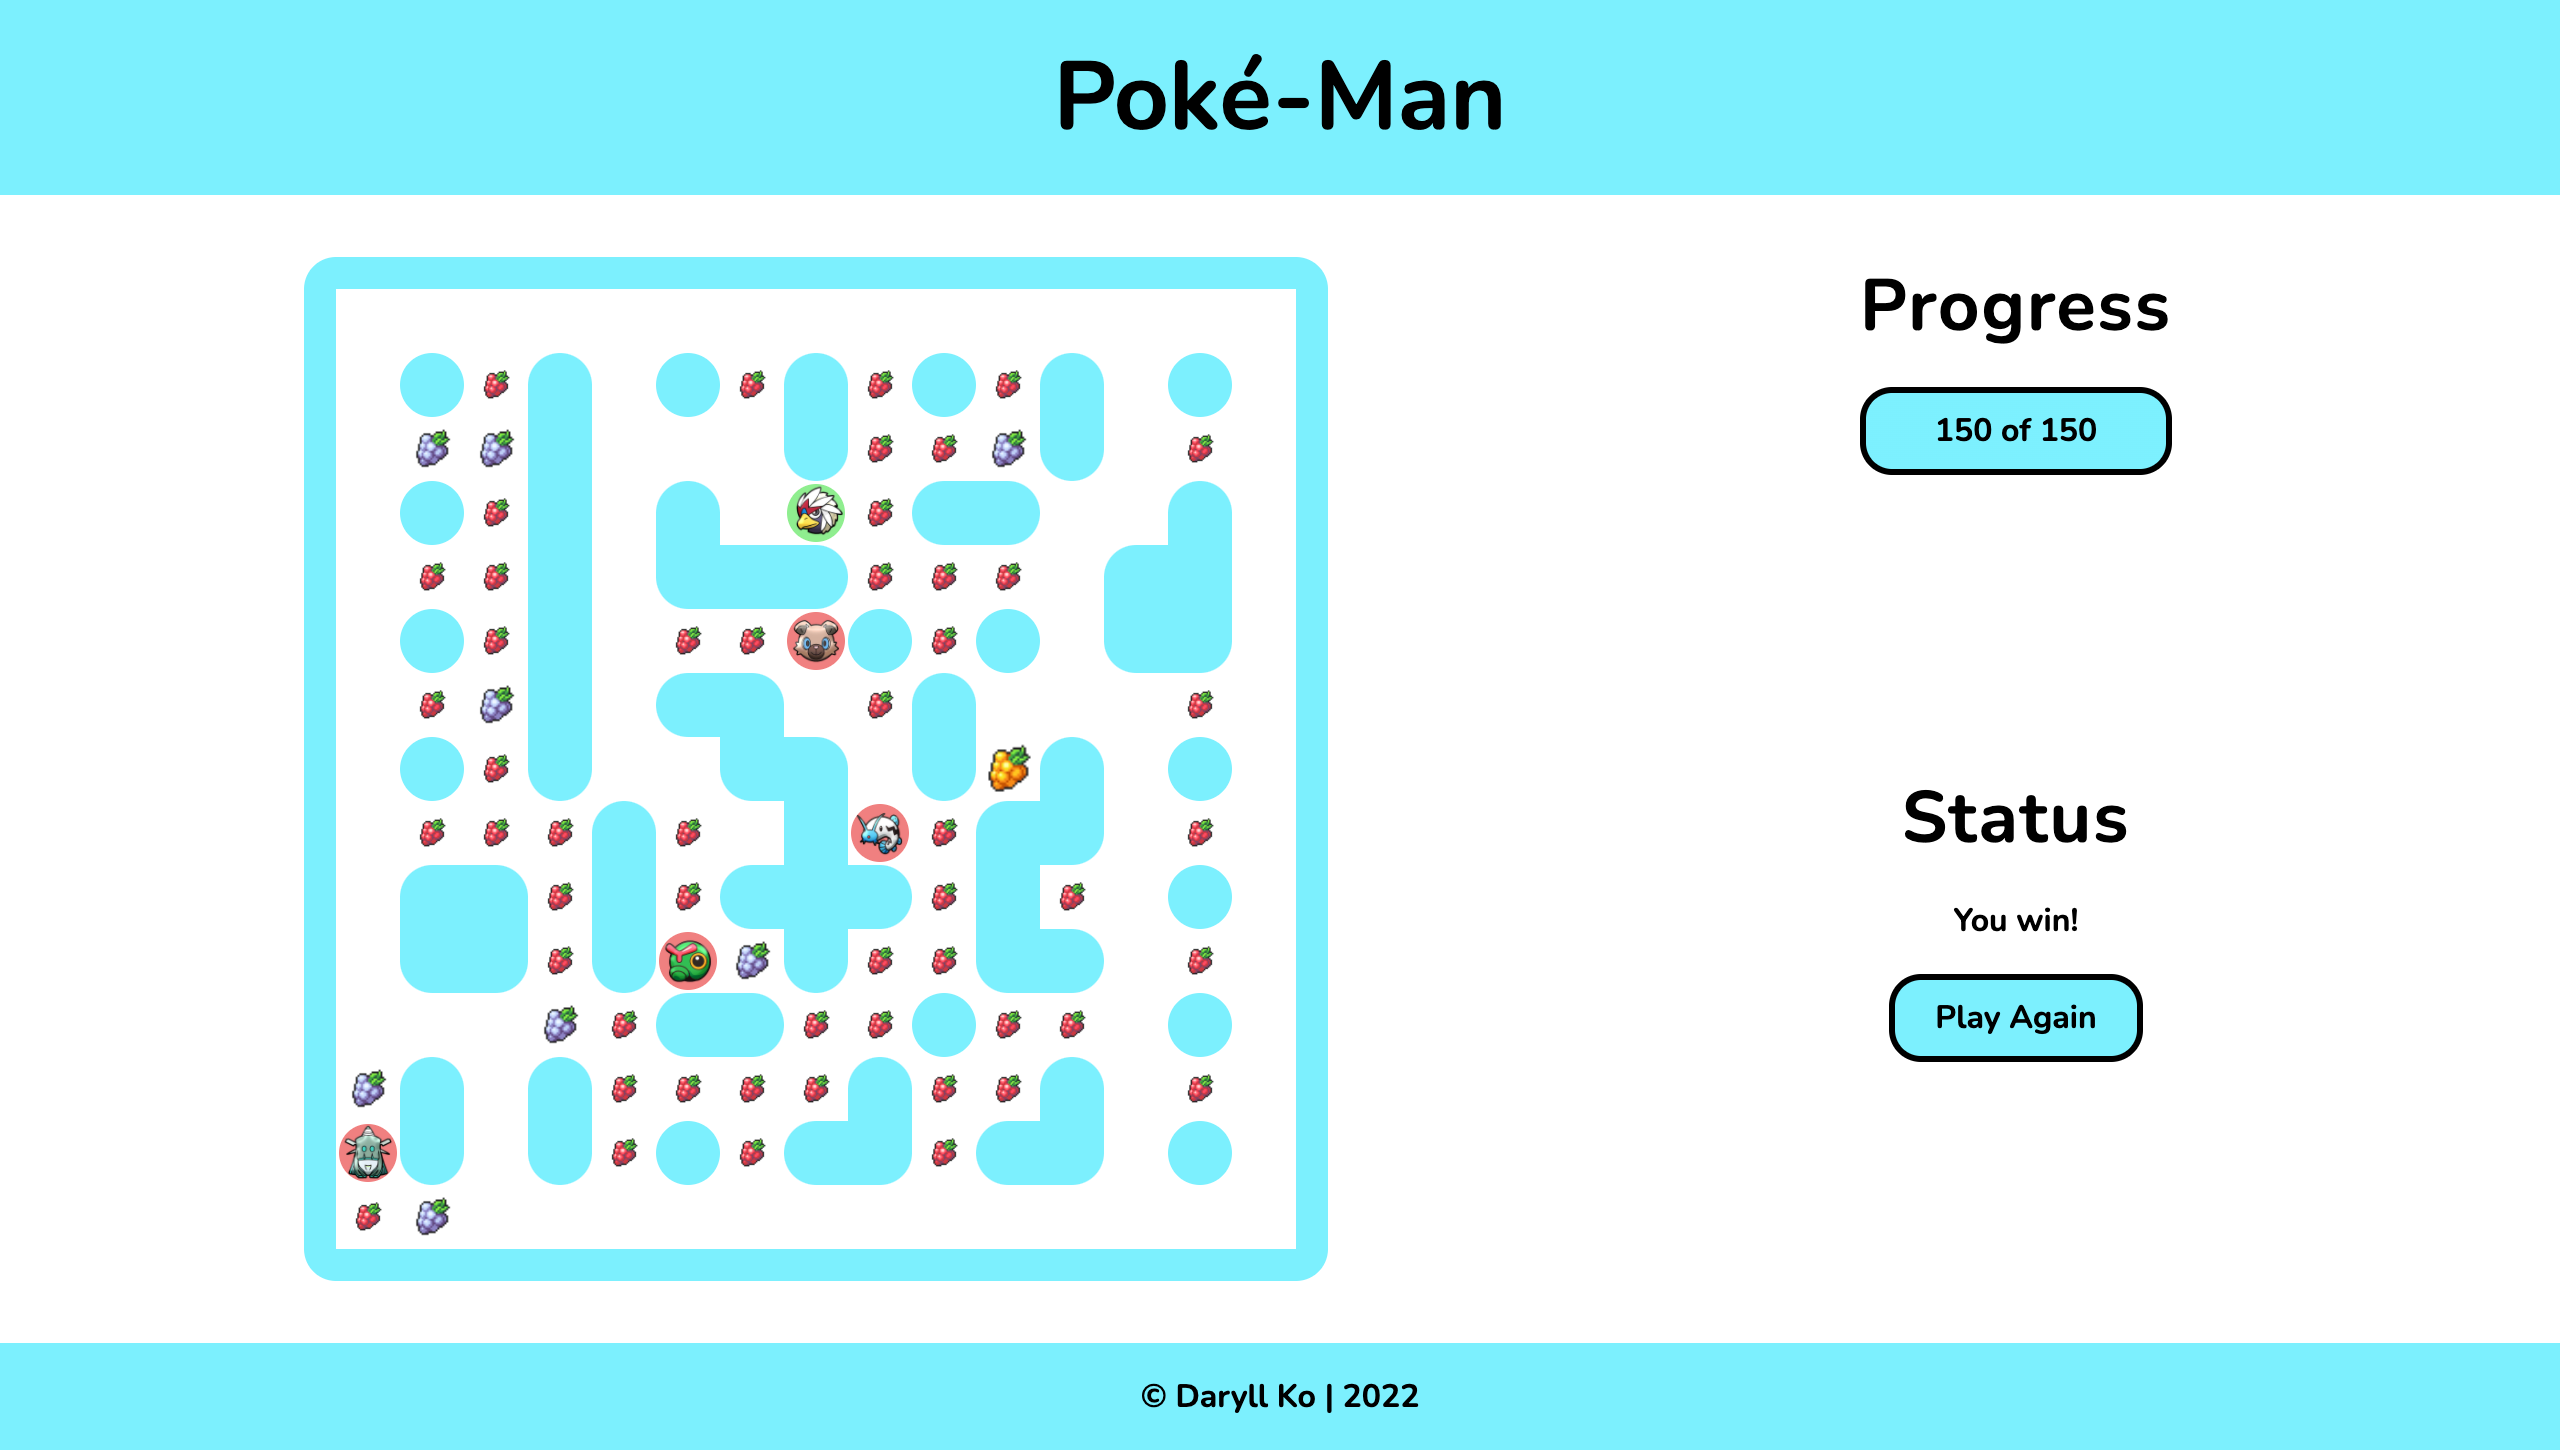 Poké-Man
Progress
150 of 150
Status
You win!
Play Again
© Daryll Ko | 2022